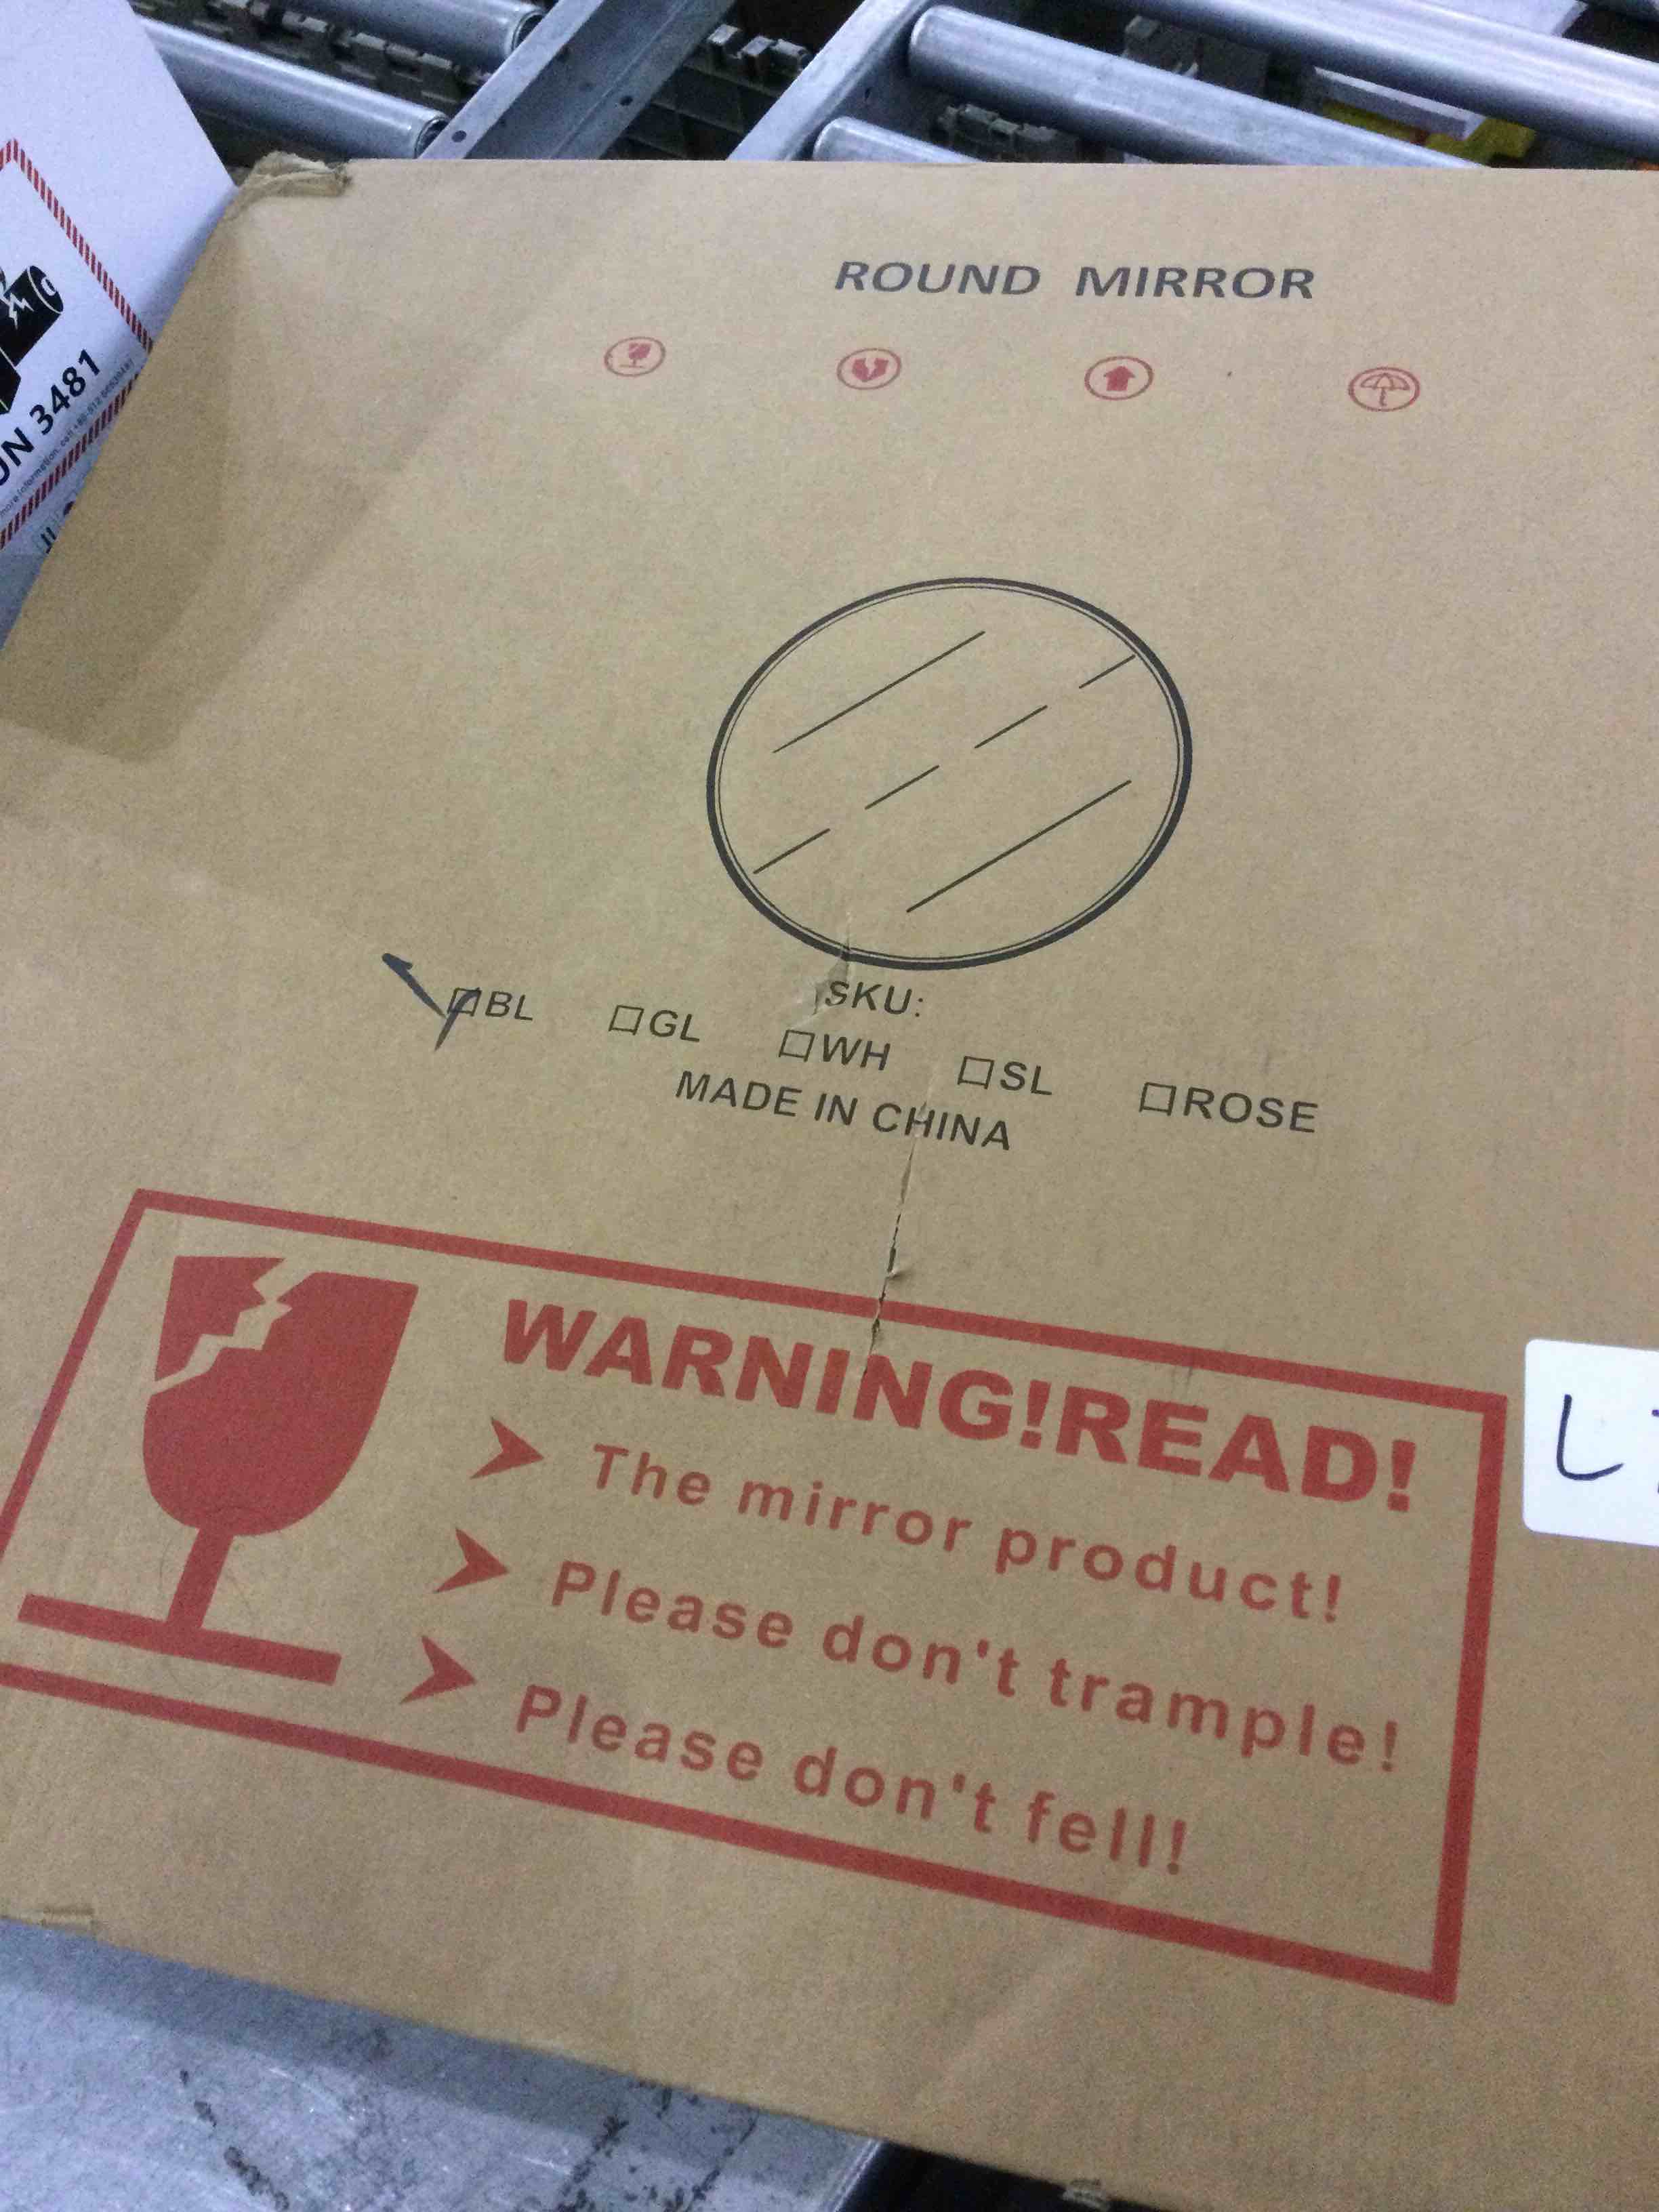 UN 3481
ROUND MIRROR
SKU:
BL GL WH SL ROSE
MADE IN CHINA
WARNING!READ!
The mirror product!
Please don't trample!
Please don't fell!